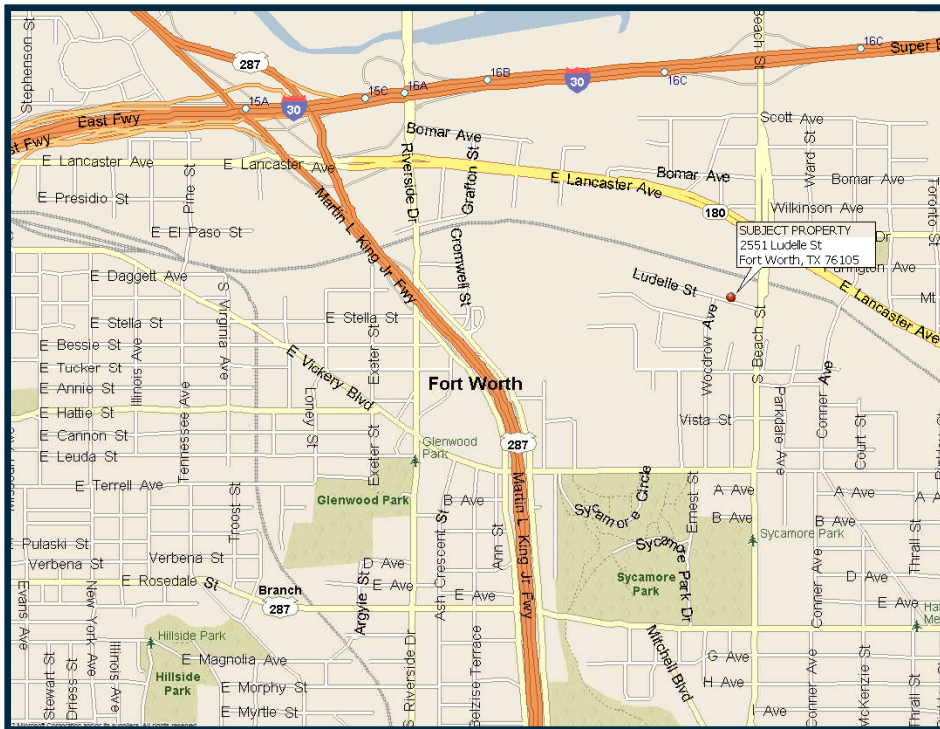 Stephenson St
287
Beach St
16C
Super
16B
30
16C
15C
16A
15A
30
East Fwy
st Fwy
Scott Ave
Bomar Ave
E Lancaster Ave
E Lancaster Ave
Riverside Dr
Grafton St
Ward St
Bomar Ave
Bomar Ave
E Lancaster Ave
Pine St
Toronto St
E Presidio St
Martin L King Jr Fwy
180
Wilkinson Ave
E El Paso St
Cromwell St
SUBJECT PROPERTY
2551 Ludelle St
Fort Worth, TX 76105
Dr
E Daggett Ave
S Virginia Ave
Ludelle St
E Lancaster Ave
Mt
E Stella St
E Stella St
Exeter St
Woodrow Ave
S Beach St
E Bessie St
Illinois Ave
E Vickery Blvd
E Tucker St
Conner Ave
Fort Worth
E Annie St
Parkdale Ave
E Hattie St
Loney St
Vista St
Court St
E Cannon St
Tennessee Ave
Exeter St
Glenwood
Park
287
E Leuda St
E Terrell Ave
Troost St
Glenwood Park
B Ave
Ann St
Martin L King Jr Fwy
Sycamore Circle
Ernest St
A Ave
A Ave
B Ave
B Ave
Sycamore Park
Thrall St
E Pulaski St
Verbena St
Verbena St
D Ave
Ash Crescent St
Sycamore Park Dr
Sycamore
Park
D Ave
E Rosedale St
Branch
287
E Ave
E Ave
E Ave
Conner Ave
Evans Ave
New York Ave
Argyle St
Hillside Park
Illinois Ave
S Riverside Dr
Belzise Terrace
Mitchell Blvd
G Ave
Stewart St
Driess St
E Magnolia Ave
Hillside
Park
H Ave
E Morphy St
E Myrtle St
I Ave
Conner Ave
McKenzie St
Thrall St